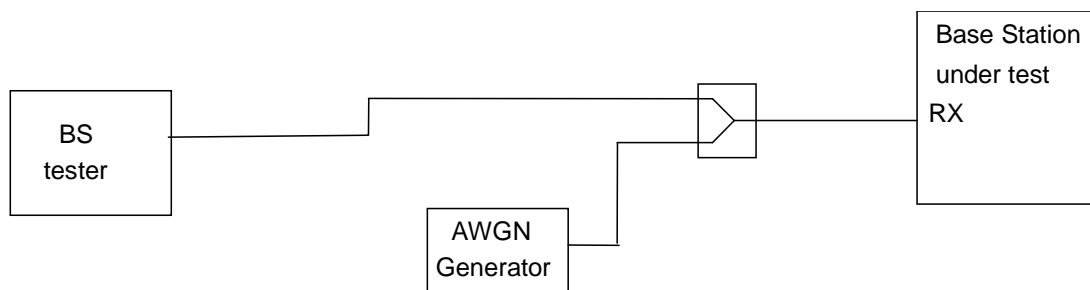 BS
tester
AWGN
Generator
Base Station
under test
RX